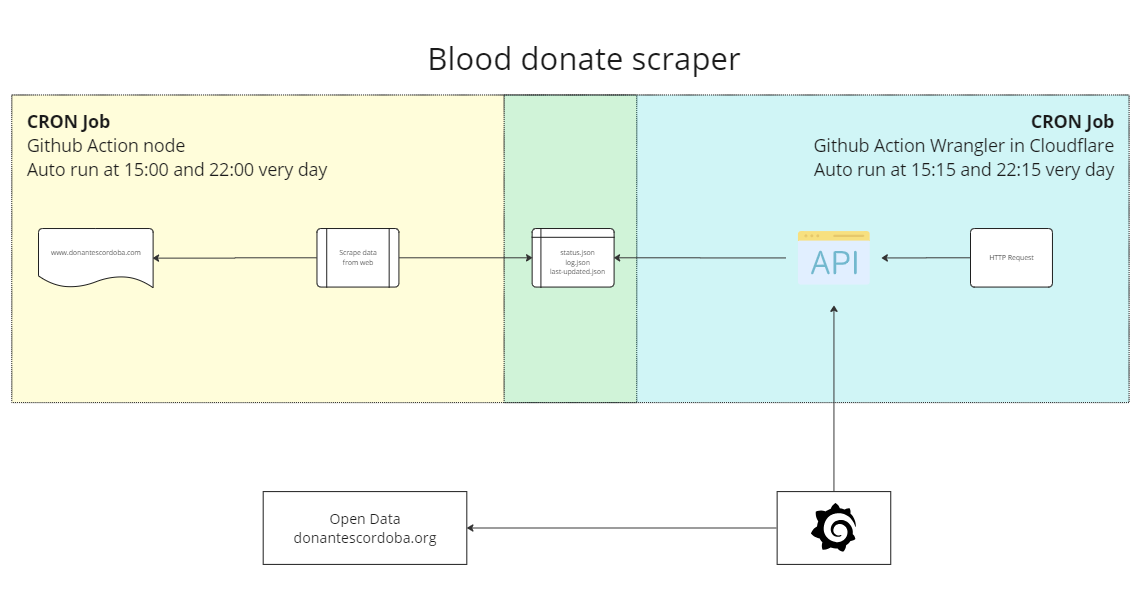 Blood donate scraper
CRON Job
Github Action node
Auto run at 15:00 and 22:00 very day
CRON Job
Github Action Wrangler in Cloudflare
Auto run at 15:15 and 22:15 very day
www.donantescordoba.com
Scrape data
from web
status.json
log.json
last-updated.json
API
HTTP Request
Open Data
donantescordoba.org